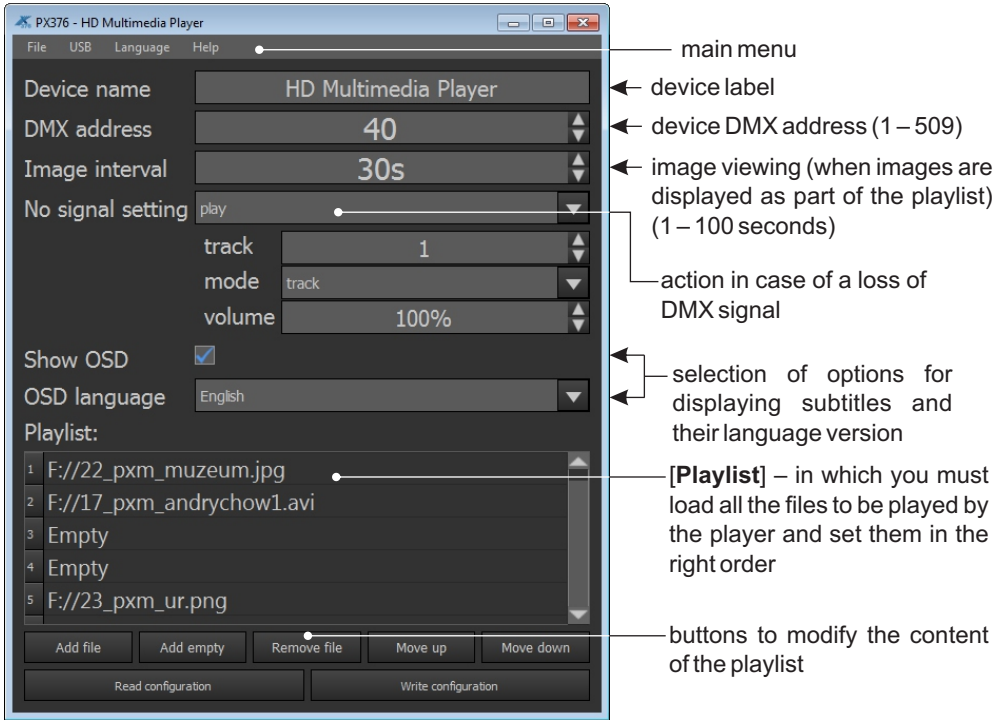 PX376 - HD Multimedia Player
File USB Language Help
main menu
Device name HD Multimedia Player
device label
DMX address 40
device DMX address (1 – 509)
Image interval 30s
image viewing (when images are
displayed as part of the playlist)
(1 – 100 seconds)
No signal setting play
track 1
mode track
volume 100%
action in case of a loss of
DMX signal
Show OSD
OSD language English
selection of options for
displaying subtitles and
their language version
Playlist:
1 F://22_pxm_muzeum.jpg
2 F://17_pxm_andrychow1.avi
3 Empty
4 Empty
5 F://23_pxm_ur.png
[Playlist] – in which you must
load all the files to be played by
the player and set them in the
right order
Add file Add empty Remove file Move up Move down
buttons to modify the content
of the playlist
Read configuration Write configuration